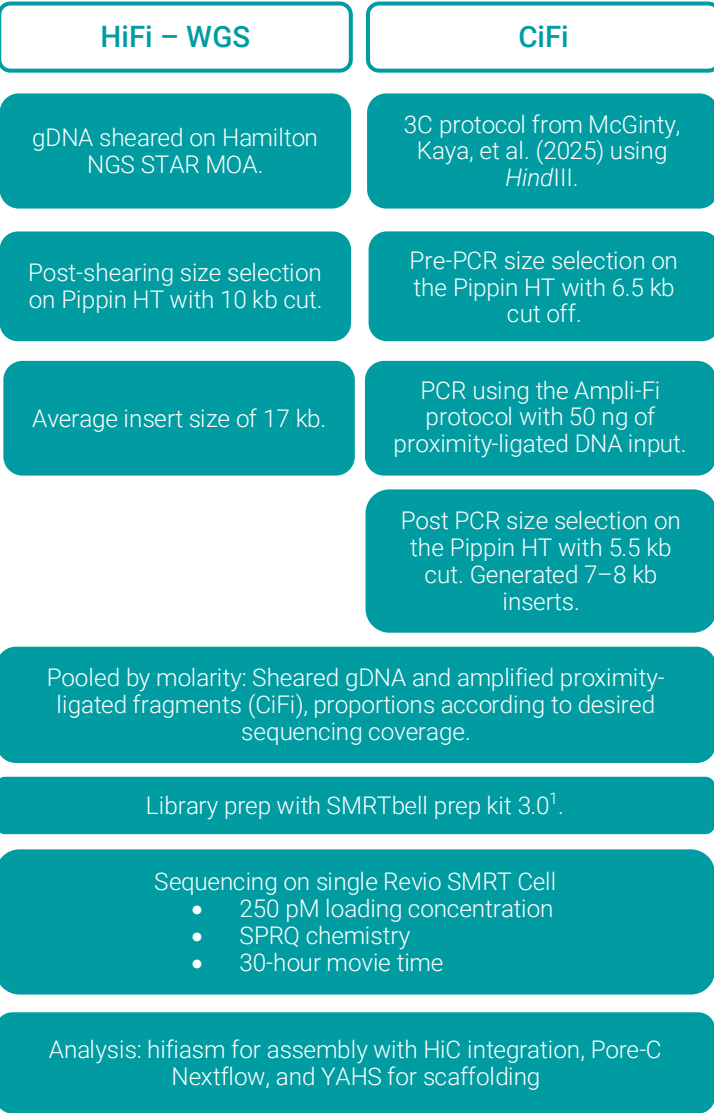 HiFi – WGS
CiFi
gDNA sheared on Hamilton
NGS STAR MOA.
3C protocol from McGinty,
Kaya, et al. (2025) using
HindIII.
Post-shearing size selection
on Pippin HT with 10 kb cut.
Pre-PCR size selection on
the Pippin HT with 6.5 kb
cut off.
Average insert size of 17 kb.
PCR using the Ampli-Fi
protocol with 50 ng of
proximity-ligated DNA input.
Post PCR size selection on
the Pippin HT with 5.5 kb
cut. Generated 7–8 kb
inserts.
Pooled by molarity: Sheared gDNA and amplified proximity-
ligated fragments (CiFi), proportions according to desired
sequencing coverage.
Library prep with SMRTbell prep kit 3.0¹.
Sequencing on single Revio SMRT Cell
• 250 pM loading concentration
• SPRQ chemistry
• 30-hour movie time
Analysis: hifiasm for assembly with HiC integration, Pore-C
Nextflow, and YAHS for scaffolding